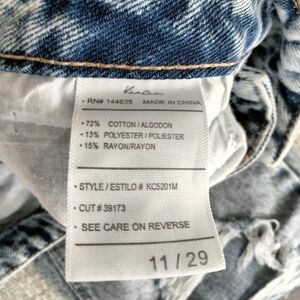 KanCan
• RN# 144635 MADE IN CHINA
• 72% COTTON / ALGODON
• 13% POLYESTER / POLIESTER
• 15% RAYON/RAYON
• STYLE / ESTILO # KC5201M
• CUT # 39173
• SEE CARE ON REVERSE
11 / 29